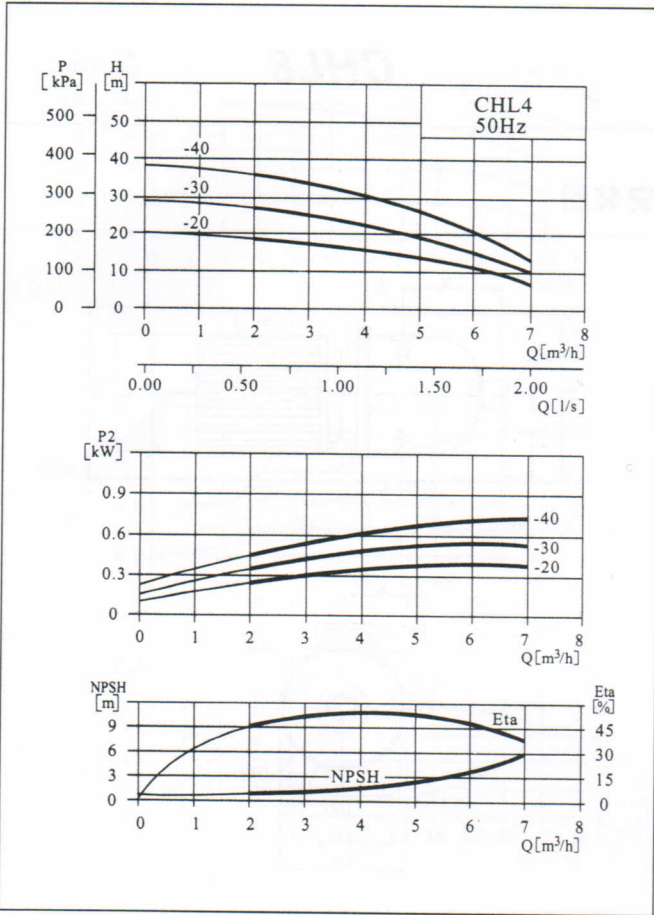 CHL8
P
[kPa]
H
[m]
CHL4
50Hz
500
50
400
40
-40
300
30
-30
200
20
-20
100
10
0
0
0 1 2 3 4 5 6 7 8
Q[m³/h]
0.00 0.50 1.00 1.50 2.00
Q[l/s]
P2
[kW]
0.9
0.6
0.3
0
-40
-30
-20
0 1 2 3 4 5 6 7 8
Q[m³/h]
NPSH
[m]
Eta
[%]
9
6
3
0
Eta
NPSH
45
30
15
0
0 1 2 3 4 5 6 7 8
Q[m³/h]